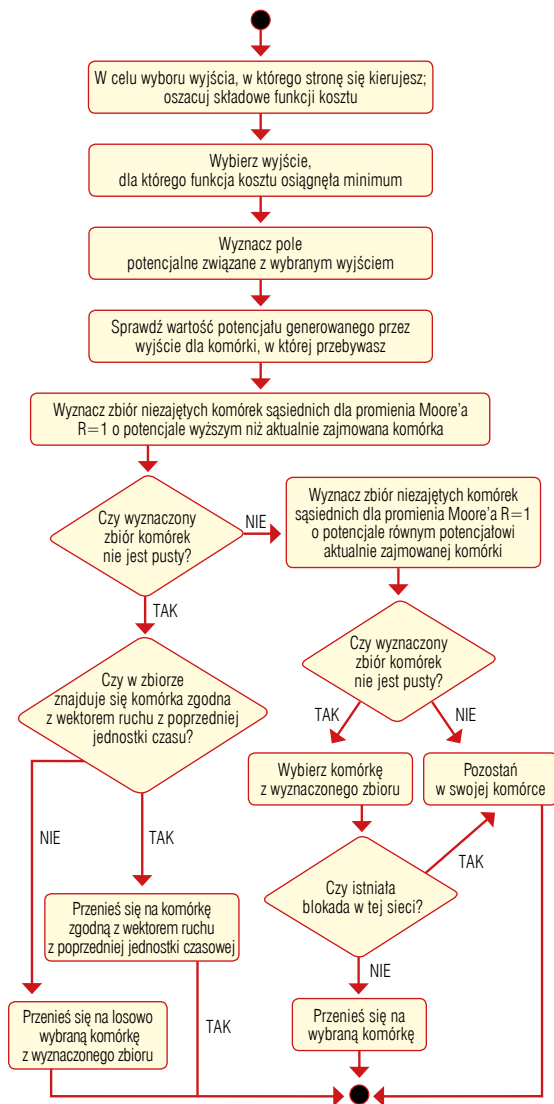 W celu wyboru wyjścia, w którego stronę się kierujesz;
oszacuj składowe funkcji kosztu
Wybierz wyjście,
dla którego funkcja kosztu osiągnęła minimum
Wyznacz pole
potencjalne związane z wybranym wyjściem
Sprawdź wartość potencjału generowanego przez
wyjście dla komórki, w której przebywasz
Wyznacz zbiór niezajętych komórek sąsiednich dla promienia Moore'a
R=1 o potencjale wyższym niż aktualnie zajmowana komórka
Czy wyznaczony
zbiór komórek
nie jest pusty?
NIE
Wyznacz zbiór niezajętych komórek
sąsiednich dla promienia Moore'a R=1
o potencjale równym potencjałowi
aktualnie zajmowanej komórki
TAK
Czy w zbiorze
znajduje się komórka zgodna
z wektorem ruchu z poprzedniej
jednostki czasu?
Czy wyznaczony
zbiór komórek
nie jest pusty?
TAK
NIE
Wybierz komórkę
z wyznaczonego zbioru
Pozostań
w swojej komórce
NIE
TAK
TAK
Czy istniała
blokada w tej sieci?
Przenieś się na komórkę
zgodną z wektorem ruchu
z poprzedniej jednostki czasowej
NIE
Przenieś się na losowo
wybraną komórkę
z wyznaczonego zbioru
TAK
Przenieś się na
wybraną komórkę